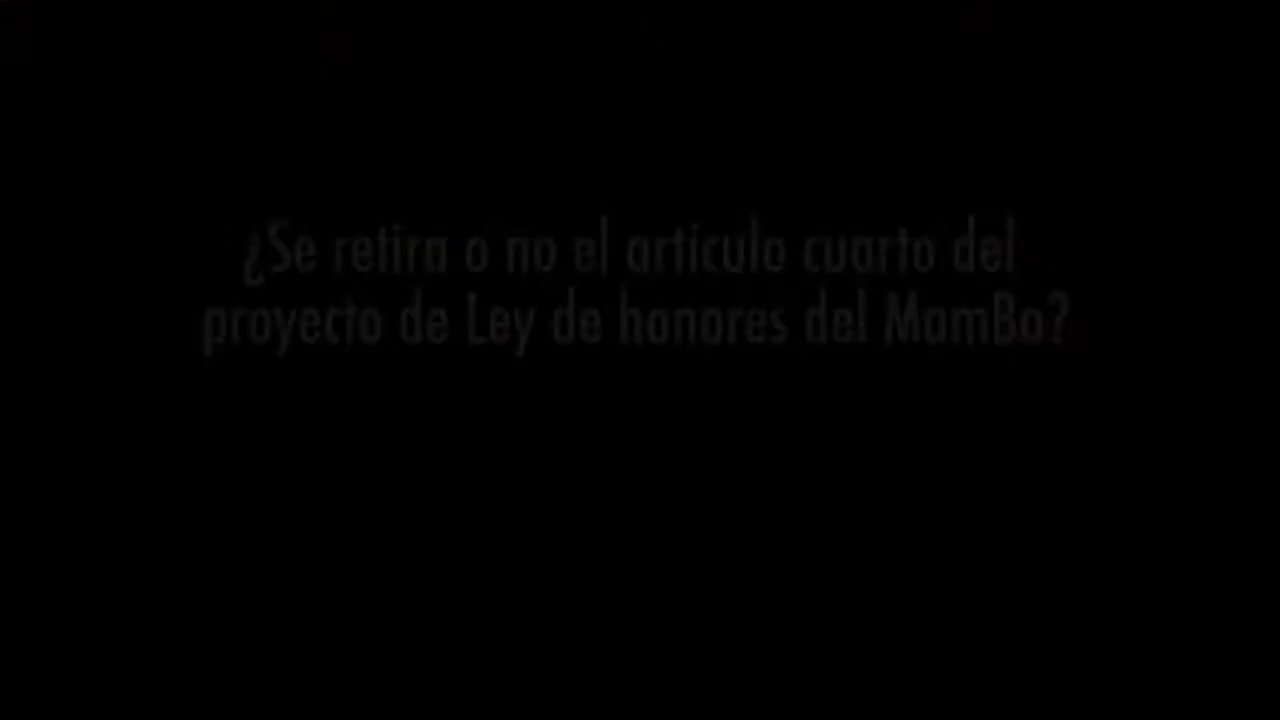 ¿Se retira o no el artículo cuarto del
proyecto de Ley de honores del MamBo?